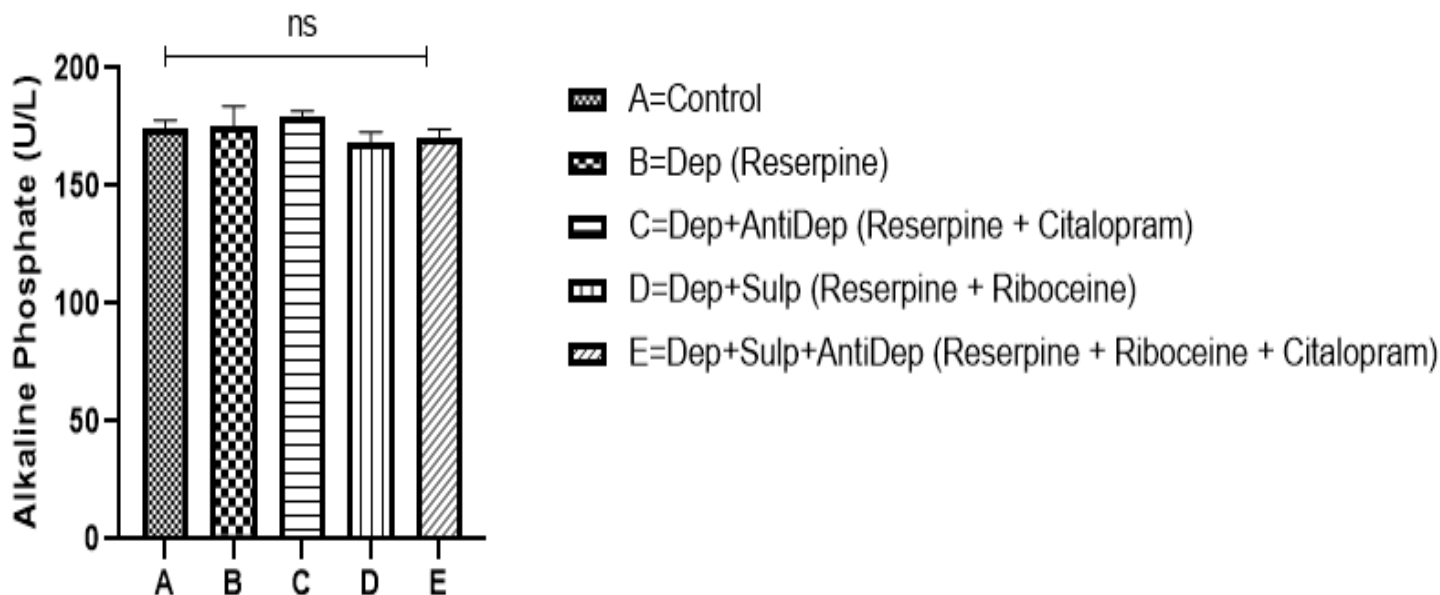 ns
Alkaline Phosphate (U/L)
200
150
100
50
0
A
B
C
D
E
A=Control
B=Dep (Reserpine)
C=Dep+AntiDep (Reserpine + Citalopram)
D=Dep+Sulp (Reserpine + Riboceine)
E=Dep+Sulp+AntiDep (Reserpine + Riboceine + Citalopram)